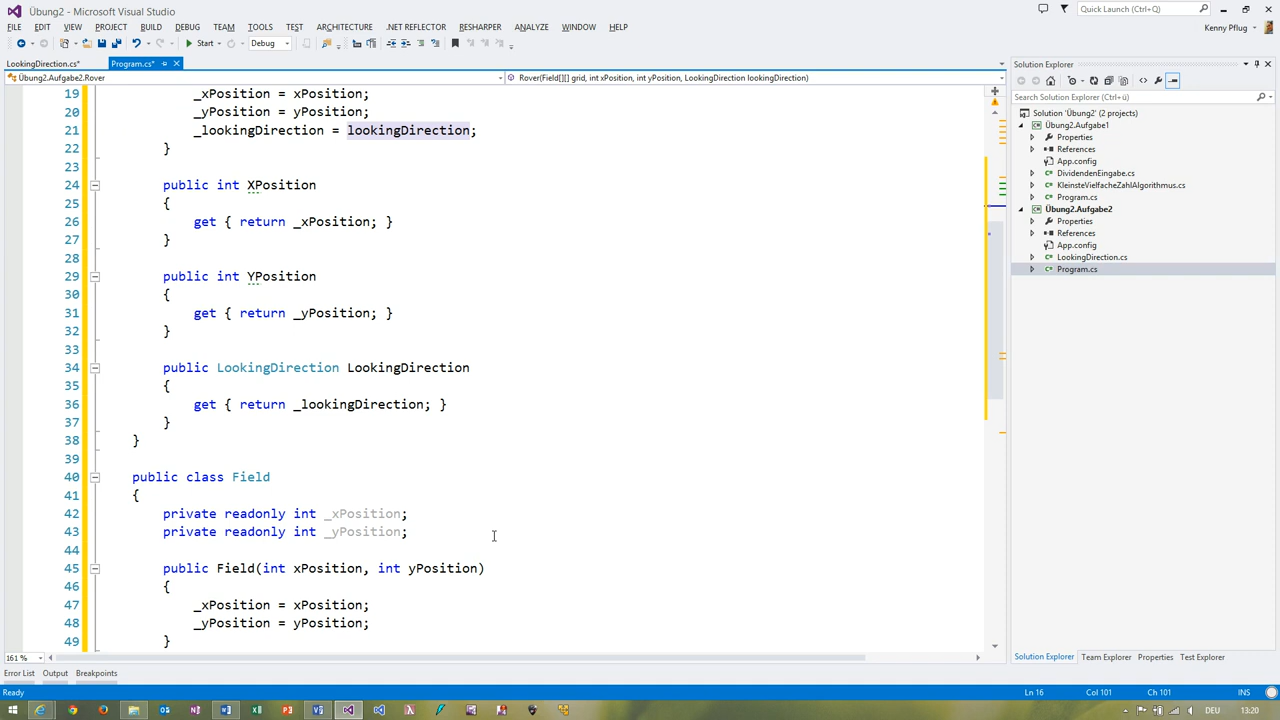 Übung2 - Microsoft Visual Studio
Quick Launch (Ctrl+Q)
FILE EDIT VIEW PROJECT BUILD DEBUG TEAM TOOLS TEST ARCHITECTURE .NET REFLECTOR RESHARPER ANALYZE WINDOW HELP
Kenny Pflug
Start Debug
LookingDirection.cs* Program.cs*
Übung2.Aufgabe2.Rover
Rover(Field[][] grid, int xPosition, int yPosition, LookingDirection lookingDirection)
19 _xPosition = xPosition;
20 _yPosition = yPosition;
21 _lookingDirection = lookingDirection;
22 }
23
24 public int XPosition
25 {
26 get { return _xPosition; }
27 }
28
29 public int YPosition
30 {
31 get { return _yPosition; }
32 }
33
34 public LookingDirection LookingDirection
35 {
36 get { return _lookingDirection; }
37 }
38 }
39
40 public class Field
41 {
42 private readonly int _xPosition;
43 private readonly int _yPosition;
44
45 public Field(int xPosition, int yPosition)
46 {
47 _xPosition = xPosition;
48 _yPosition = yPosition;
49 }
161 %
Solution Explorer
Search Solution Explorer (Ctrl+ü)
Solution 'Übung2' (2 projects)
Übung2.Aufgabe1
Properties
References
App.config
DividendenEingabe.cs
KleinsteVielfacheZahlAlgorithmus.cs
Program.cs
Übung2.Aufgabe2
Properties
References
App.config
LookingDirection.cs
Program.cs
Solution Explorer Team Explorer Properties Test Explorer
Error List Output Breakpoints
Ready Ln 16 Col 101 Ch 101 INS
DEU 13:20